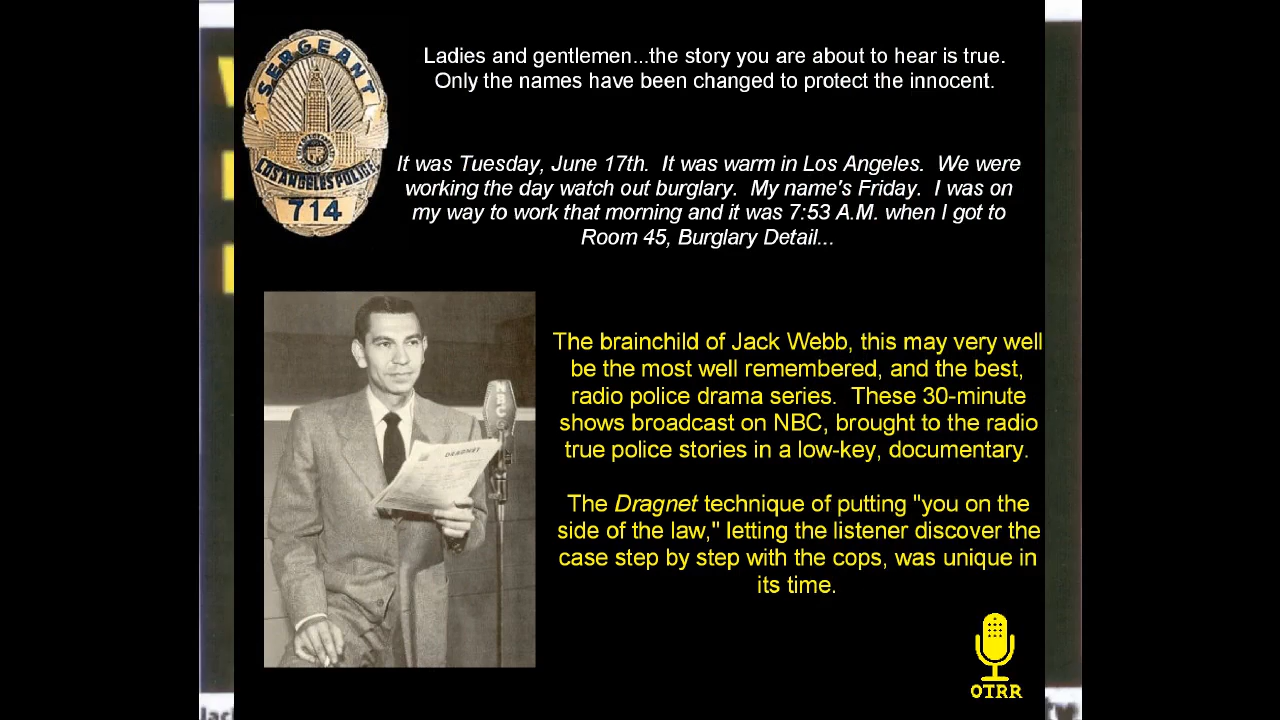 SERGEANT
LOS ANGELES POLICE
714
Ladies and gentlemen...the story you are about to hear is true.
Only the names have been changed to protect the innocent.
It was Tuesday, June 17th.  It was warm in Los Angeles.  We were
working the day watch out burglary.  My name's Friday.  I was on
my way to work that morning and it was 7:53 A.M. when I got to
Room 45, Burglary Detail...
NBC
DRAGNET
The brainchild of Jack Webb, this may very well
be the most well remembered, and the best,
radio police drama series.  These 30-minute
shows broadcast on NBC, brought to the radio
true police stories in a low-key, documentary.
The Dragnet technique of putting "you on the
side of the law," letting the listener discover the
case step by step with the cops, was unique in
its time.
OTRR